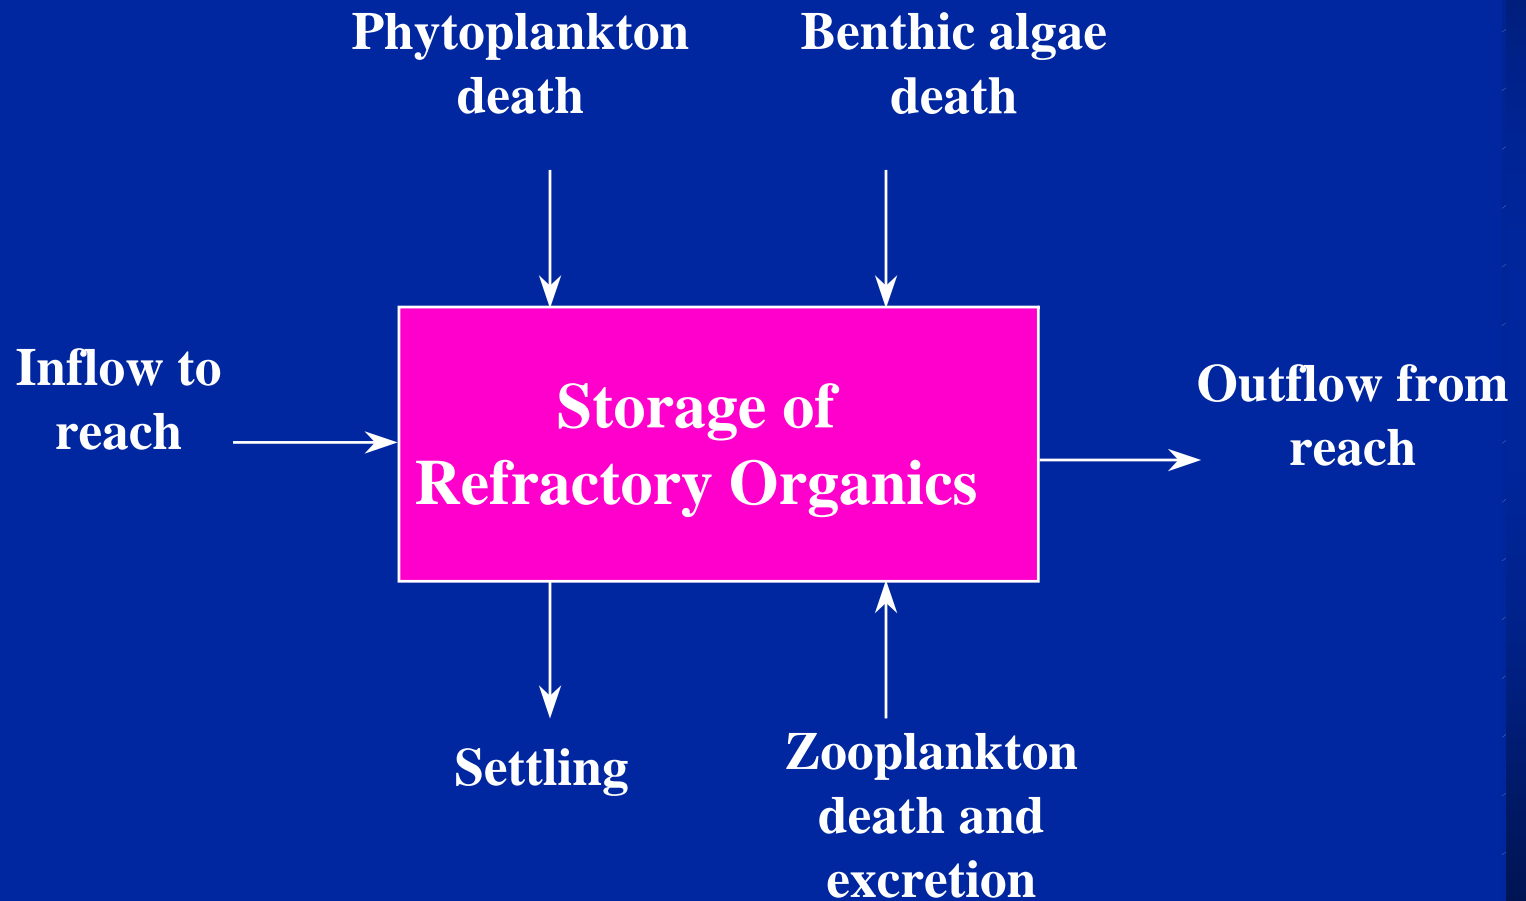 Phytoplankton
death
Benthic algae
death
Inflow to
reach
Storage of
Refractory Organics
Outflow from
reach
Settling
Zooplankton
death and
excretion